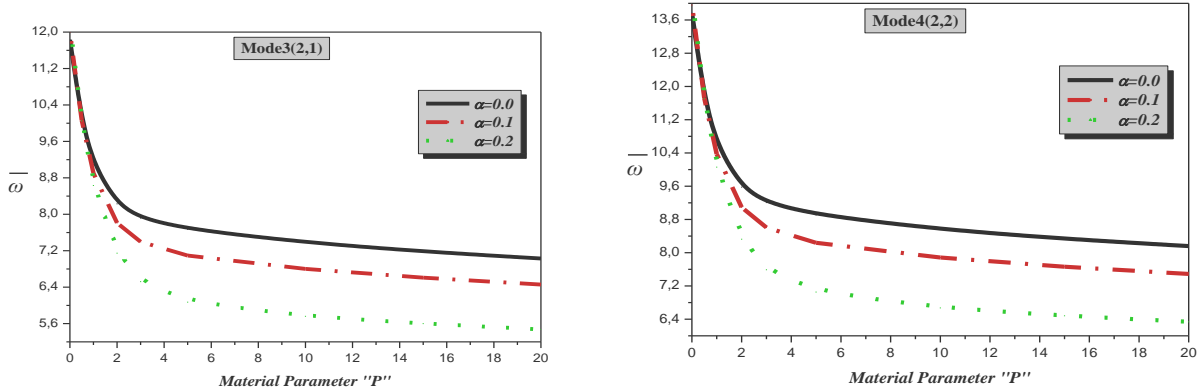 Mode3(2,1)
12,0
11,2
10,4
9,6
8,8
8,0
7,2
6,4
5,6
ω
α=0.0
α=0.1
α=0.2
0 2 4 6 8 10 12 14 16 18 20
Material Parameter "P"
Mode4(2,2)
13,6
12,8
12,0
11,2
10,4
9,6
8,8
8,0
7,2
6,4
ω
α=0.0
α=0.1
α=0.2
0 2 4 6 8 10 12 14 16 18 20
Material Parameter "P"